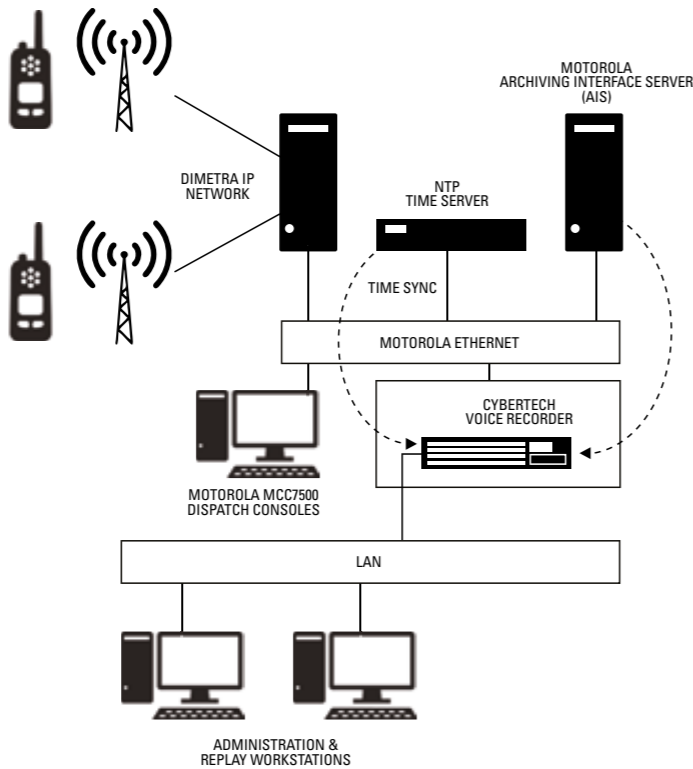 MOTOROLA
ARCHIVING INTERFACE SERVER
(AIS)
DIMETRA IP
NETWORK
NTP
TIME SERVER
TIME SYNC
MOTOROLA ETHERNET
CYBERTECH
VOICE RECORDER
MOTOROLA MCC7500
DISPATCH CONSOLES
LAN
ADMINISTRATION &
REPLAY WORKSTATIONS